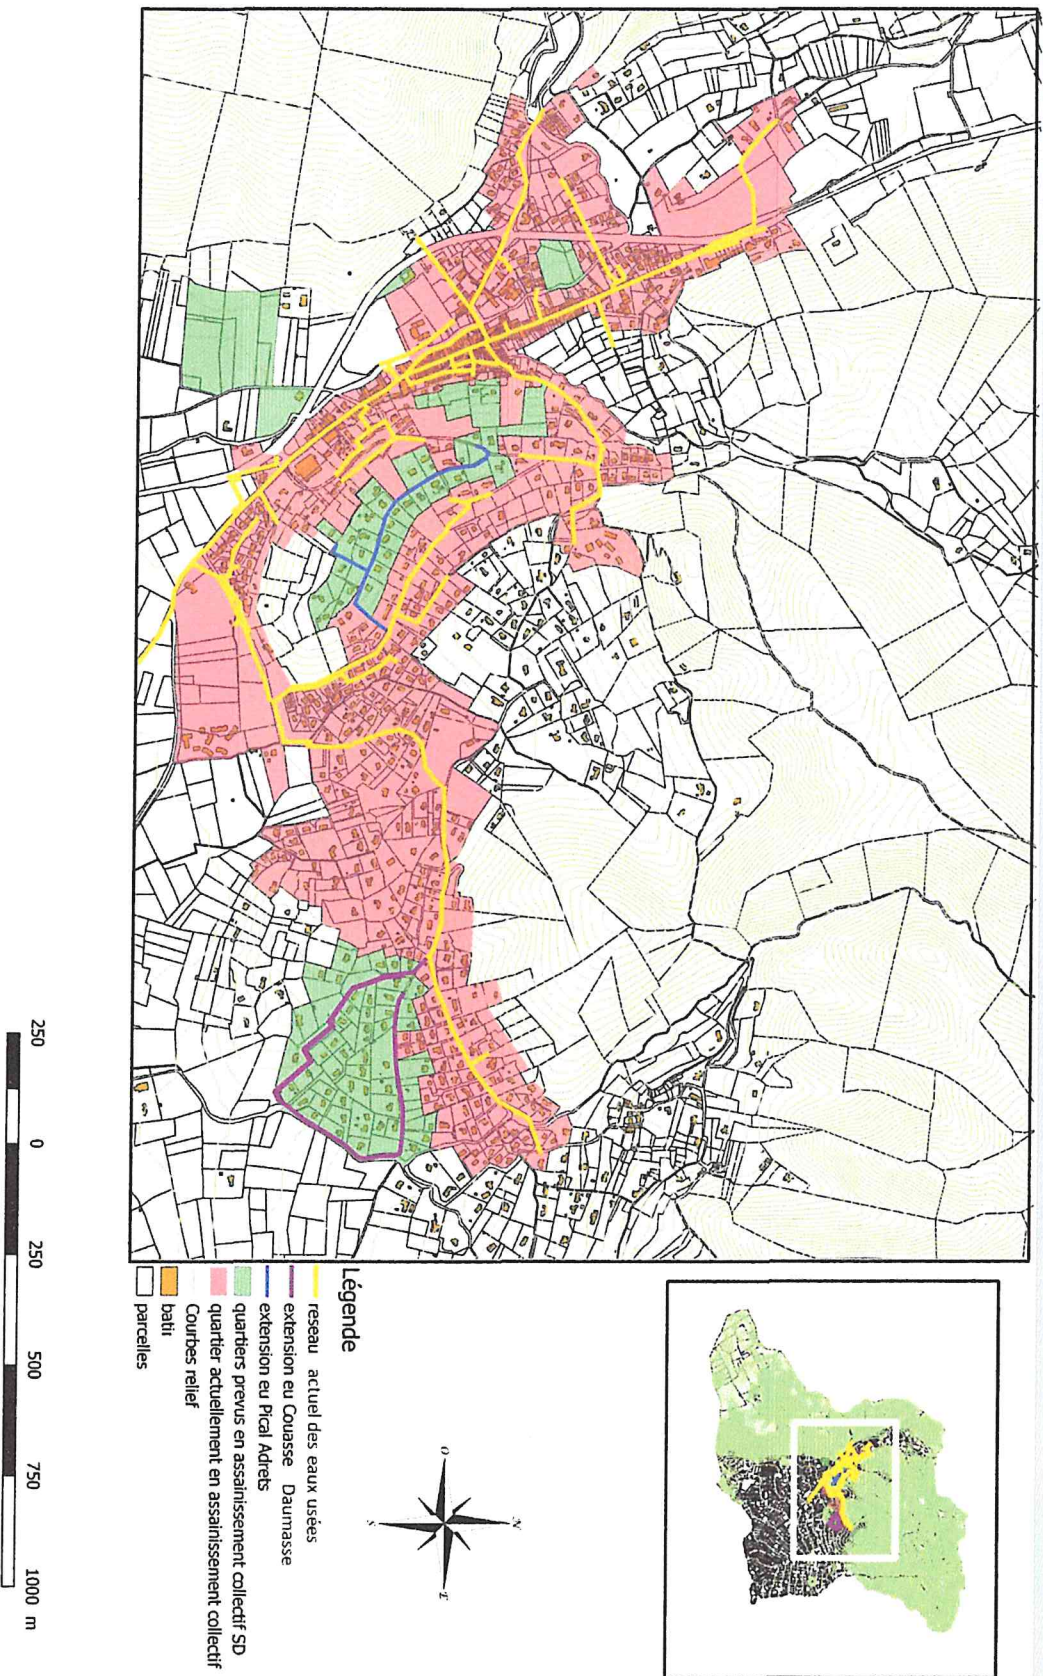 Légende
reseau actuel des eaux usées
extension eu Couasse Daumasse
extension eu Pical Adrets
quartiers prevus en assainissement collectif SD
quartier actuellement en assainissement collectif
Courbes relief
bati
parcelles
N
O
E
S
250 0 250 500 750 1000 m